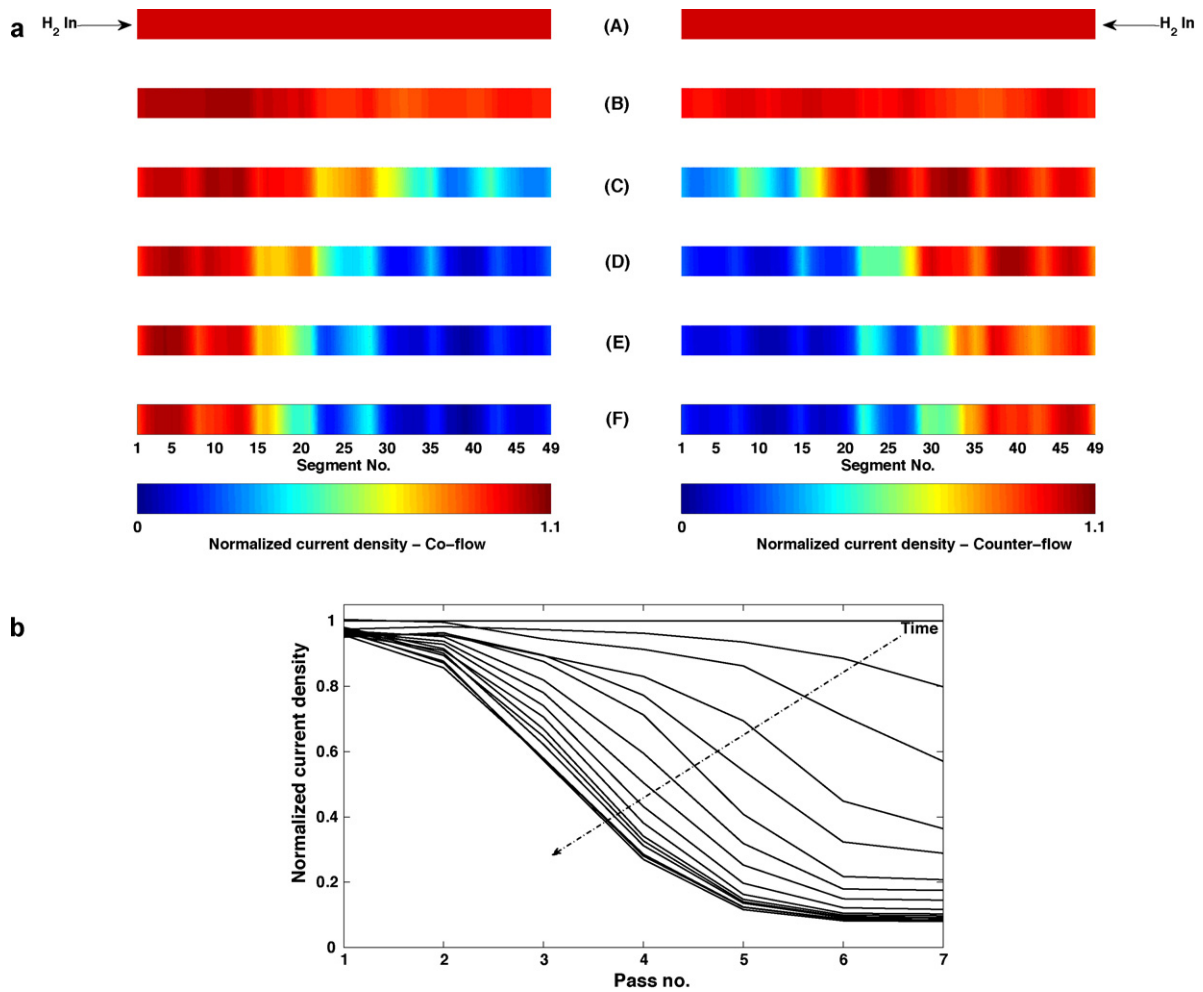 a
H2 In
(A)
H2 In
(B)
(C)
(D)
(E)
(F)
1 5 10 15 20 25 30 35 40 45 49
Segment No.
1 5 10 15 20 25 30 35 40 45 49
Segment No.
0 1.1
Normalized current density – Co–flow
0 1.1
Normalized current density – Counter–flow
b
Normalized current density
1
0.8
0.6
0.4
0.2
0
Time
1 2 3 4 5 6 7
Pass no.